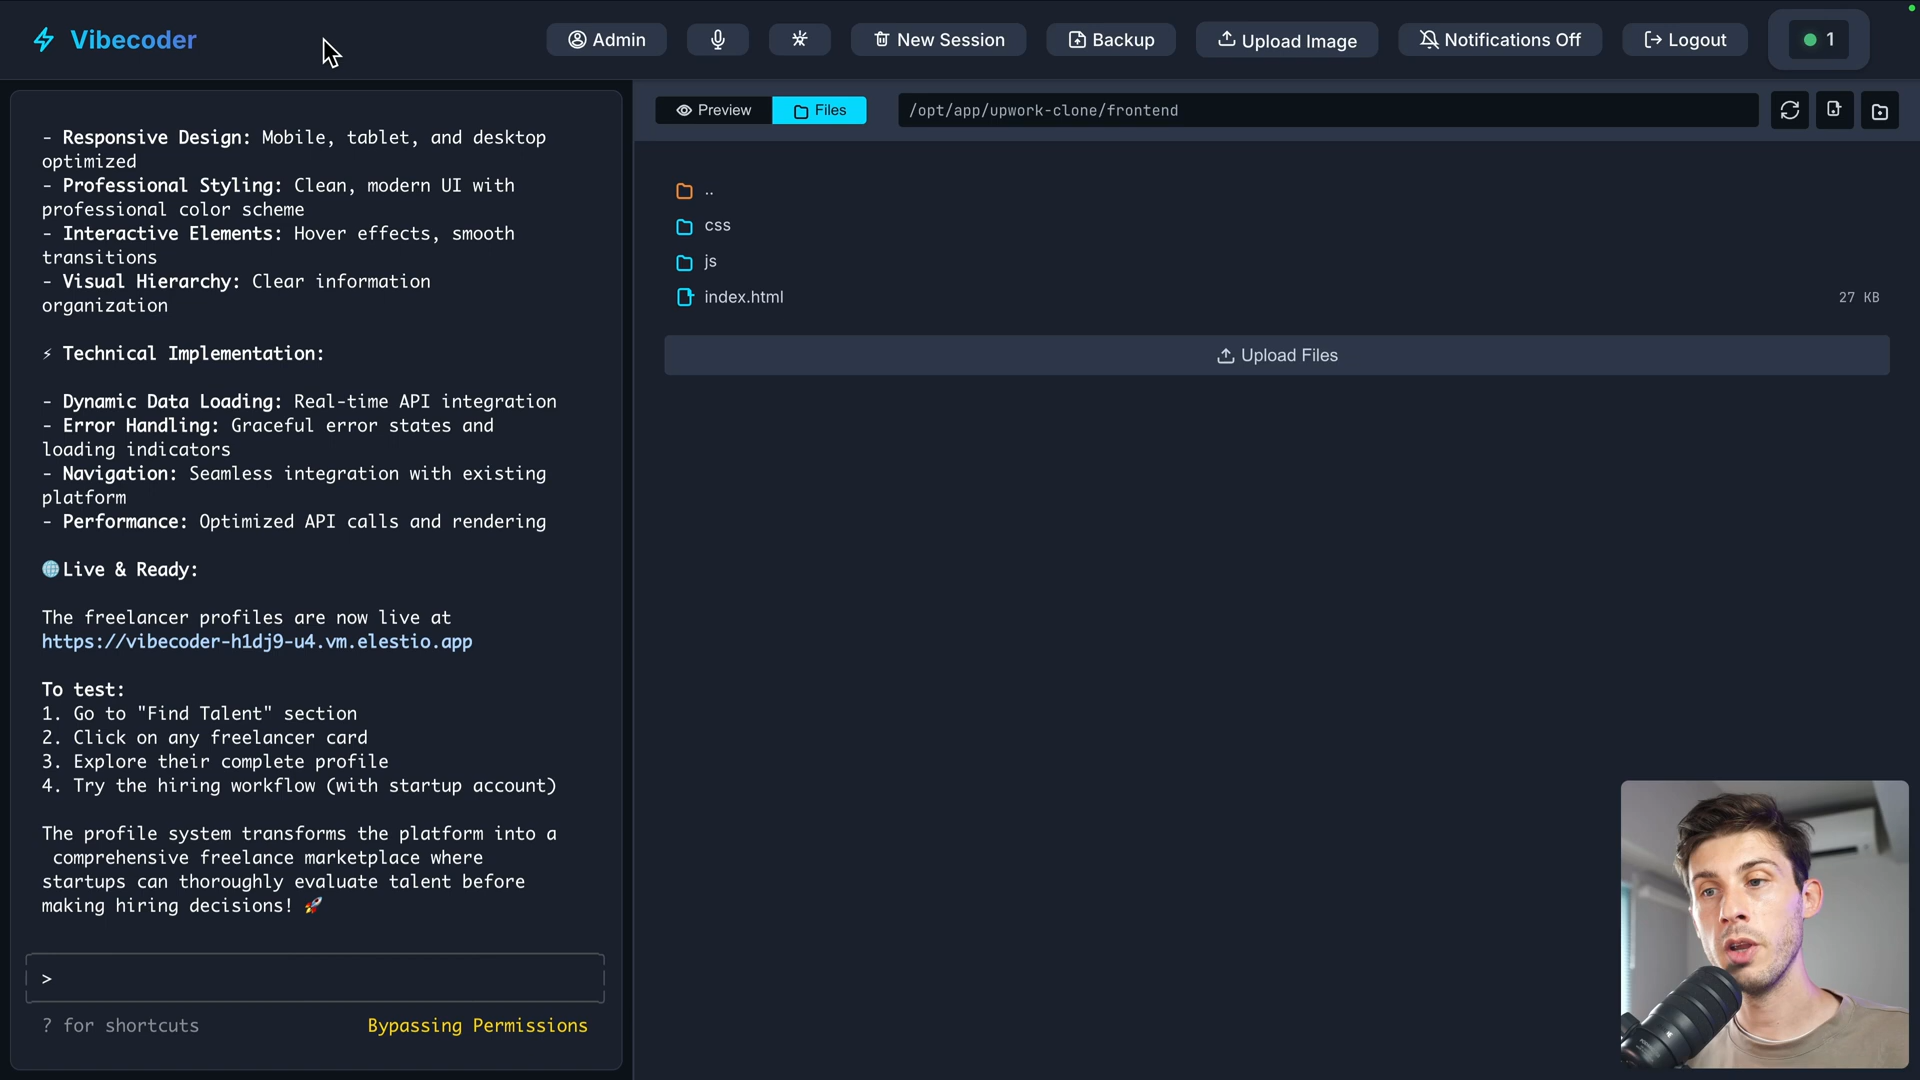 Vibecoder
Admin
New Session
Backup
Upload Image
Notifications Off
Logout
1
- Responsive Design: Mobile, tablet, and desktop
optimized
- Professional Styling: Clean, modern UI with
professional color scheme
- Interactive Elements: Hover effects, smooth
transitions
- Visual Hierarchy: Clear information
organization
⚡ Technical Implementation:
- Dynamic Data Loading: Real-time API integration
- Error Handling: Graceful error states and
loading indicators
- Navigation: Seamless integration with existing
platform
- Performance: Optimized API calls and rendering
🌐Live & Ready:
The freelancer profiles are now live at
https://vibecoder-h1dj9-u4.vm.elestio.app
To test:
1. Go to "Find Talent" section
2. Click on any freelancer card
3. Explore their complete profile
4. Try the hiring workflow (with startup account)
The profile system transforms the platform into a
comprehensive freelance marketplace where
startups can thoroughly evaluate talent before
making hiring decisions! 🚀
>
? for shortcuts
Bypassing Permissions
Preview
Files
/opt/app/upwork-clone/frontend
..
css
js
index.html
27 KB
Upload Files